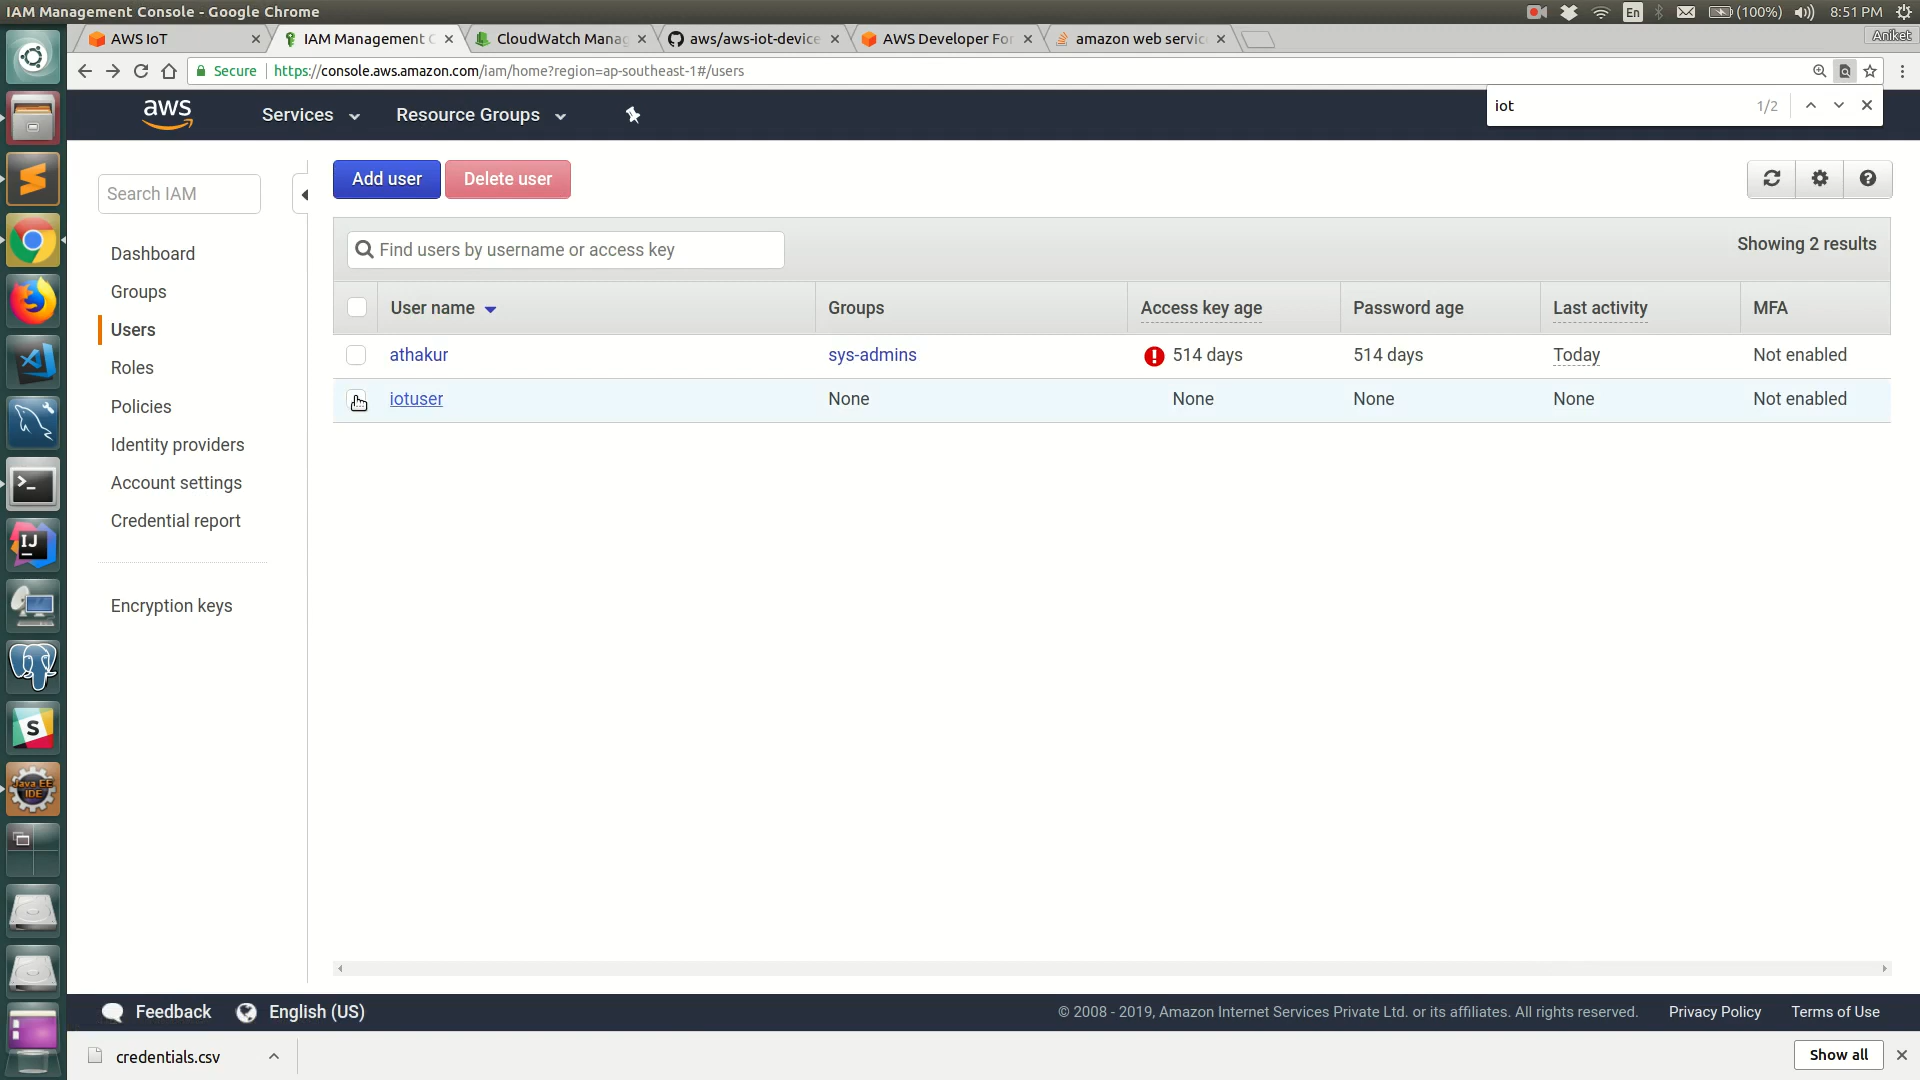 IAM Management Console - Google Chrome
En
(100%)
8:51 PM
AWS IoT
IAM Management C
CloudWatch Manag
aws/aws-iot-device
AWS Developer For
amazon web servic
Aniket
Secure
https://console.aws.amazon.com/iam/home?region=ap-southeast-1#/users
aws
Services
Resource Groups
iot
1/2
Search IAM
Add user
Delete user
Find users by username or access key
Showing 2 results
Dashboard
Groups
Users
Roles
Policies
Identity providers
Account settings
Credential report
Encryption keys
User name
Groups
Access key age
Password age
Last activity
MFA
athakur
sys-admins
514 days
514 days
Today
Not enabled
iotuser
None
None
None
None
Not enabled
IJ
S
Java EE
IDE
Feedback
English (US)
© 2008 - 2019, Amazon Internet Services Private Ltd. or its affiliates. All rights reserved.
Privacy Policy
Terms of Use
credentials.csv
Show all